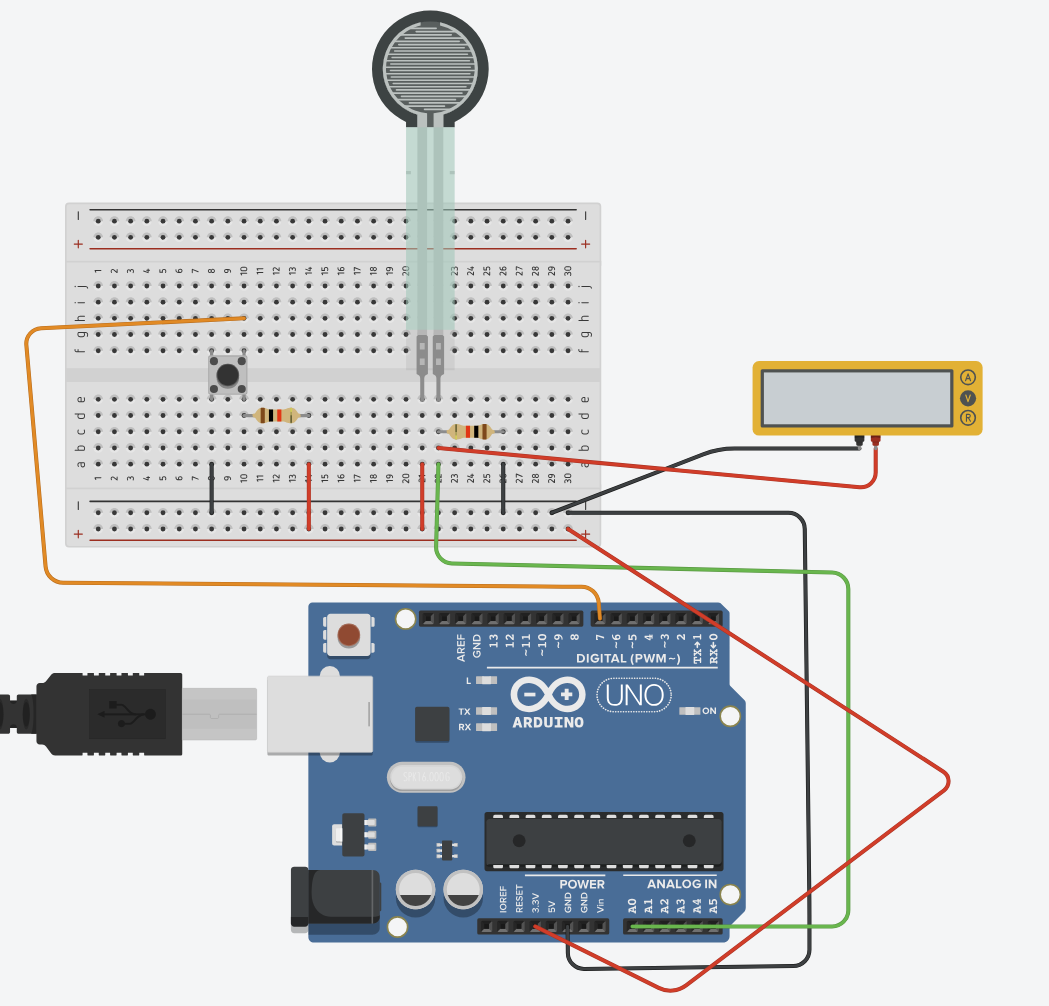 − −
+ +
1 2 3 4 5 6 7 8 9 10 11 12 13 14 15 16 17 18 19 20 23 24 25 26 27 28 29 30
j j
i i
h h
g g
f f
e e
d d
c c
b b
a a
1 2 3 4 5 6 7 8 9 10 11 12 13 14 15 16 17 18 19 20 21 22 23 24 25 26 27 28 29 30
− −
+ +
A
V
R
AREF GND 13 12 ~11 ~10 ~9 8 7 ~6 ~5 4 ~3 2 TX→1 RX←0
DIGITAL (PWM~)
L
TX
RX
ARDUINO
UNO
ON
SPK16.000G
POWER ANALOG IN
IOREF RESET 3.3V 5V GND GND Vin A0 A1 A2 A3 A4 A5